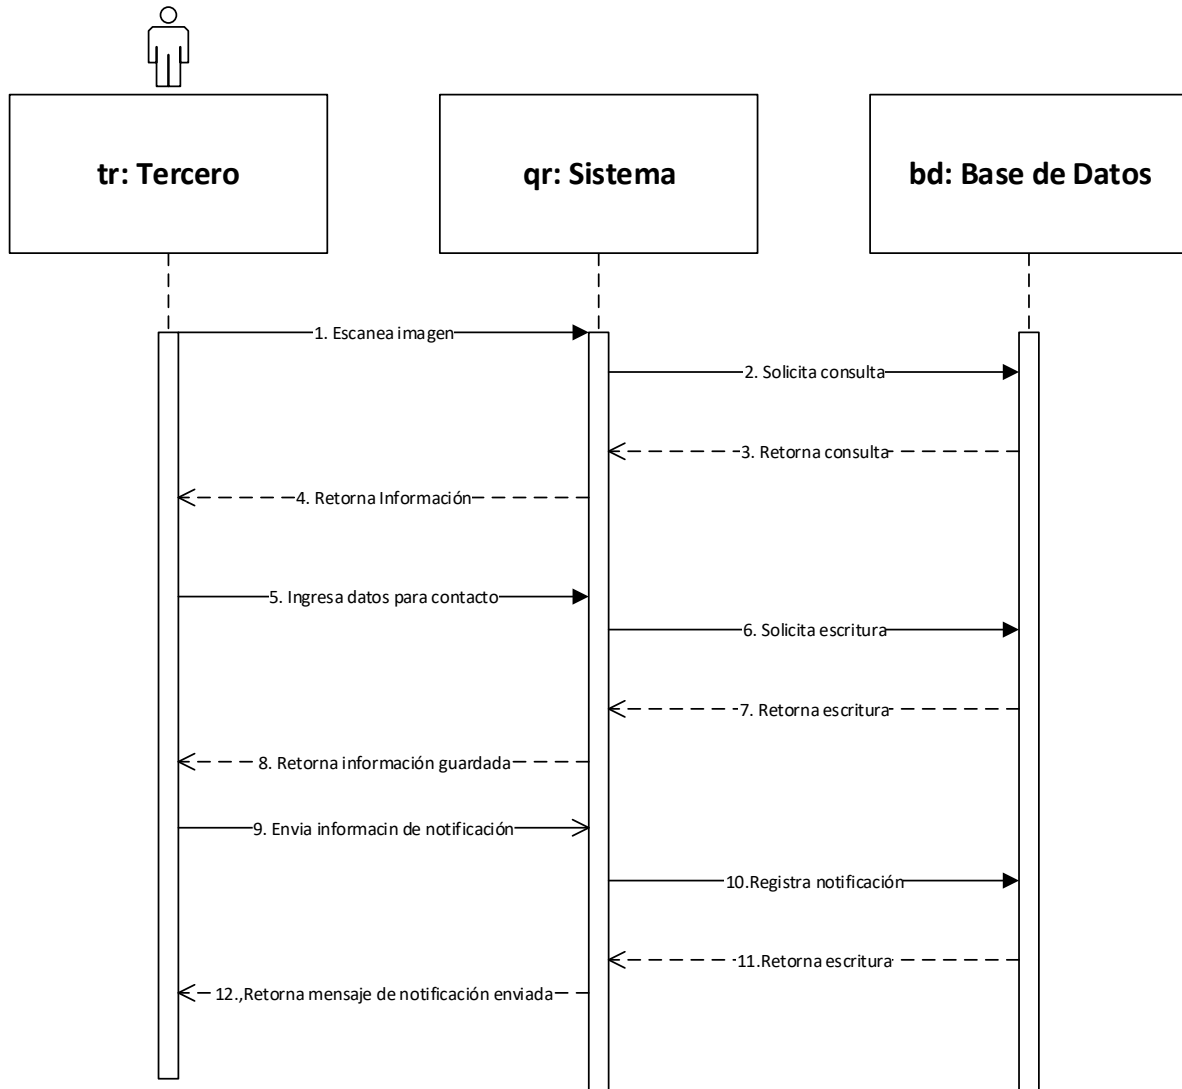 tr: Tercero
qr: Sistema
bd: Base de Datos
1. Escanea imagen
2. Solicita consulta
3. Retorna consulta
4. Retorna Información
5. Ingresa datos para contacto
6. Solicita escritura
7. Retorna escritura
8. Retorna información guardada
9. Envia informacin de notificación
10.Registra notificación
11.Retorna escritura
12.,Retorna mensaje de notificación enviada